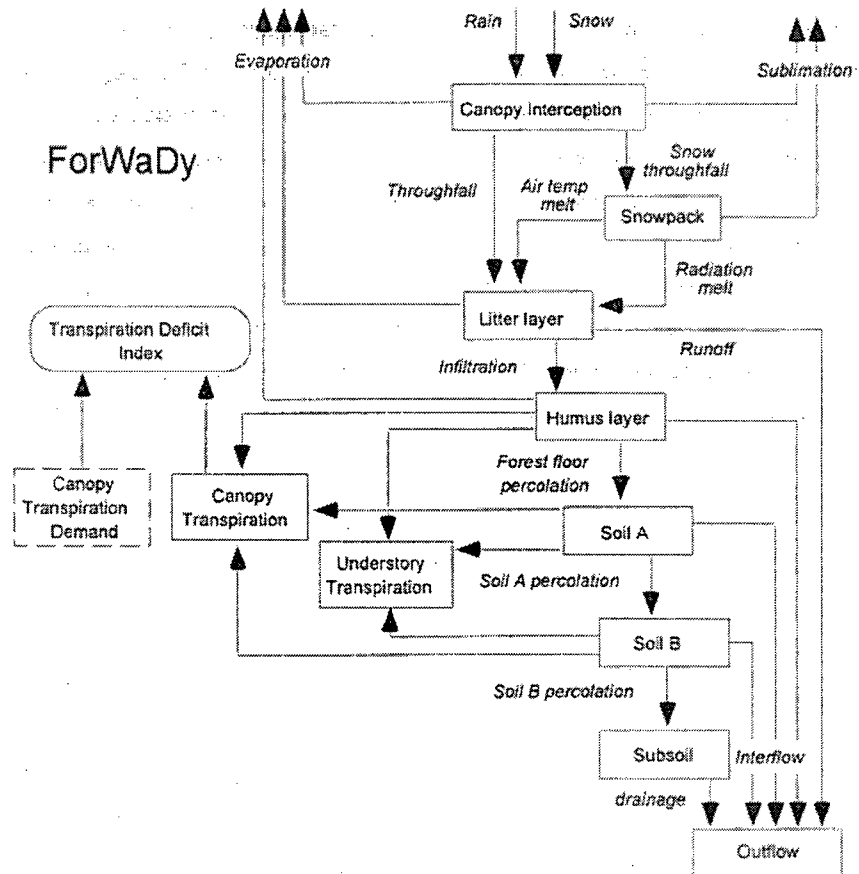 Rain
Snow
Evaporation
Sublimation
Canopy Interception
ForWaDy
Snow
throughfall
Throughfall
Air temp
melt
Snowpack
Radiation
melt
Litter layer
Transpiration Deficit
Index
Runoff
Infiltration
Humus layer
Forest floor
percolation
Canopy
Transpiration
Demand
Canopy
Transpiration
Soil A
Understory
Transpiration
Soil A percolation
Soil B
Soil B percolation
Subsoil
Interflow
drainage
Outflow